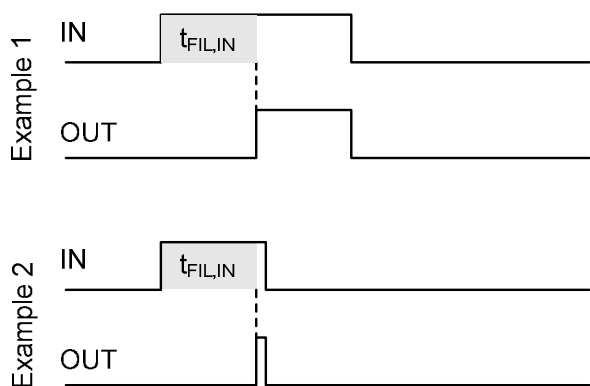 Example 1
IN
tFIL,IN
OUT
Example 2
IN
tFIL,IN
OUT